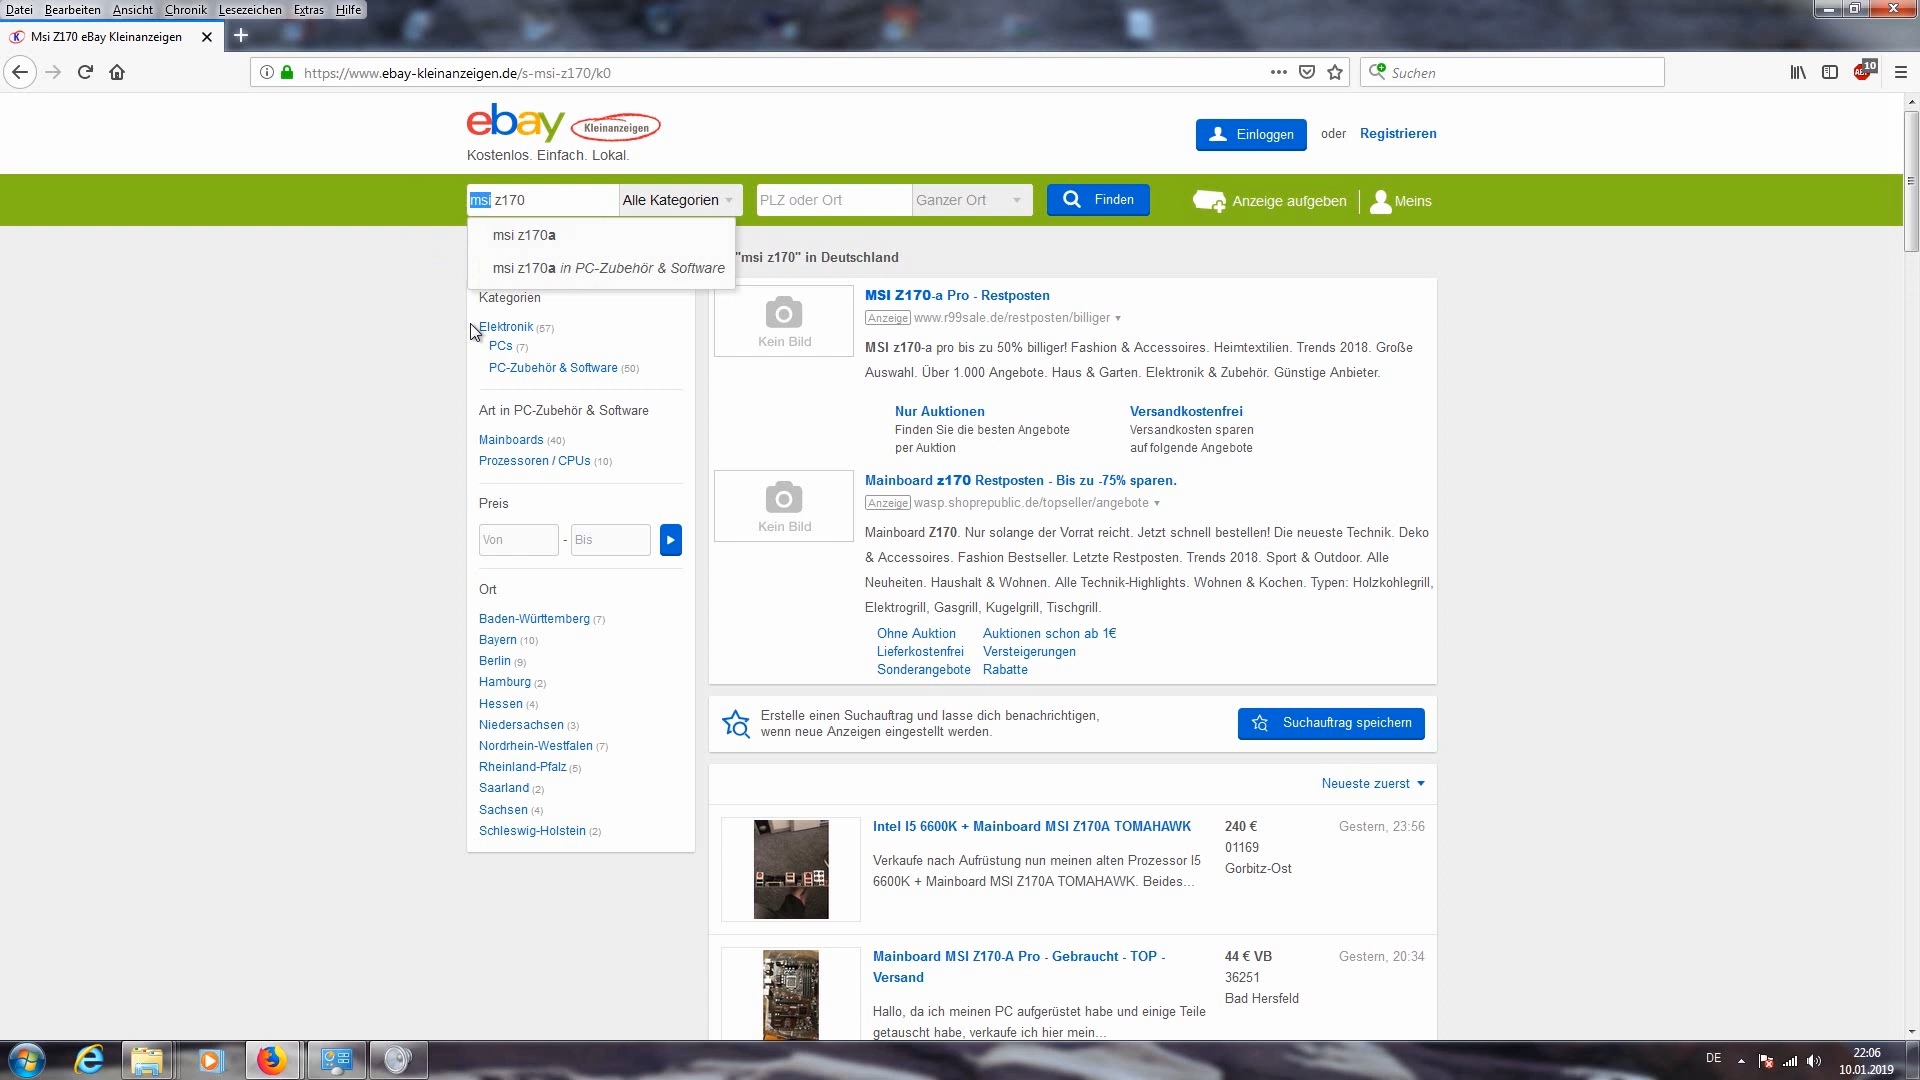 Datei Bearbeiten Ansicht Chronik Lesezeichen Extras Hilfe
Msi Z170 eBay Kleinanzeigen
https://www.ebay-kleinanzeigen.de/s-msi-z170/k0
Suchen
10
ebay Kleinanzeigen
Kostenlos. Einfach. Lokal.
Einloggen oder Registrieren
msi z170 Alle Kategorien PLZ oder Ort Ganzer Ort Finden Anzeige aufgeben Meins
msi z170a
msi z170a in PC-Zubehör & Software
"msi z170" in Deutschland
Kategorien
Elektronik (57)
PCs (7)
PC-Zubehör & Software (50)
Art in PC-Zubehör & Software
Mainboards (40)
Prozessoren / CPUs (10)
Preis
Von - Bis
Ort
Baden-Württemberg (7)
Bayern (10)
Berlin (9)
Hamburg (2)
Hessen (4)
Niedersachsen (3)
Nordrhein-Westfalen (7)
Rheinland-Pfalz (5)
Saarland (2)
Sachsen (4)
Schleswig-Holstein (2)
Kein Bild
MSI Z170-a Pro - Restposten
Anzeige www.r99sale.de/restposten/billiger
MSI z170-a pro bis zu 50% billiger! Fashion & Accessoires. Heimtextilien. Trends 2018. Große
Auswahl. Über 1.000 Angebote. Haus & Garten. Elektronik & Zubehör. Günstige Anbieter.
Nur Auktionen Versandkostenfrei
Finden Sie die besten Angebote Versandkosten sparen
per Auktion auf folgende Angebote
Kein Bild
Mainboard z170 Restposten - Bis zu -75% sparen.
Anzeige wasp.shoprepublic.de/topseller/angebote
Mainboard Z170. Nur solange der Vorrat reicht. Jetzt schnell bestellen! Die neueste Technik. Deko
& Accessoires. Fashion Bestseller. Letzte Restposten. Trends 2018. Sport & Outdoor. Alle
Neuheiten. Haushalt & Wohnen. Alle Technik-Highlights. Wohnen & Kochen. Typen: Holzkohlegrill,
Elektrogrill, Gasgrill, Kugelgrill, Tischgrill.
Ohne Auktion Auktionen schon ab 1€
Lieferkostenfrei Versteigerungen
Sonderangebote Rabatte
Erstelle einen Suchauftrag und lasse dich benachrichtigen,
wenn neue Anzeigen eingestellt werden.
Suchauftrag speichern
Neueste zuerst
Intel I5 6600K + Mainboard MSI Z170A TOMAHAWK 240 € Gestern, 23:56
01169
Gorbitz-Ost
Verkaufe nach Aufrüstung nun meinen alten Prozessor I5
6600K + Mainboard MSI Z170A TOMAHAWK. Beides...
Mainboard MSI Z170-A Pro - Gebraucht - TOP -
Versand
44 € VB Gestern, 20:34
36251
Bad Hersfeld
Hallo, da ich meinen PC aufgerüstet habe und einige Teile
getauscht habe, verkaufe ich hier mein...
DE
22:06
10.01.2019